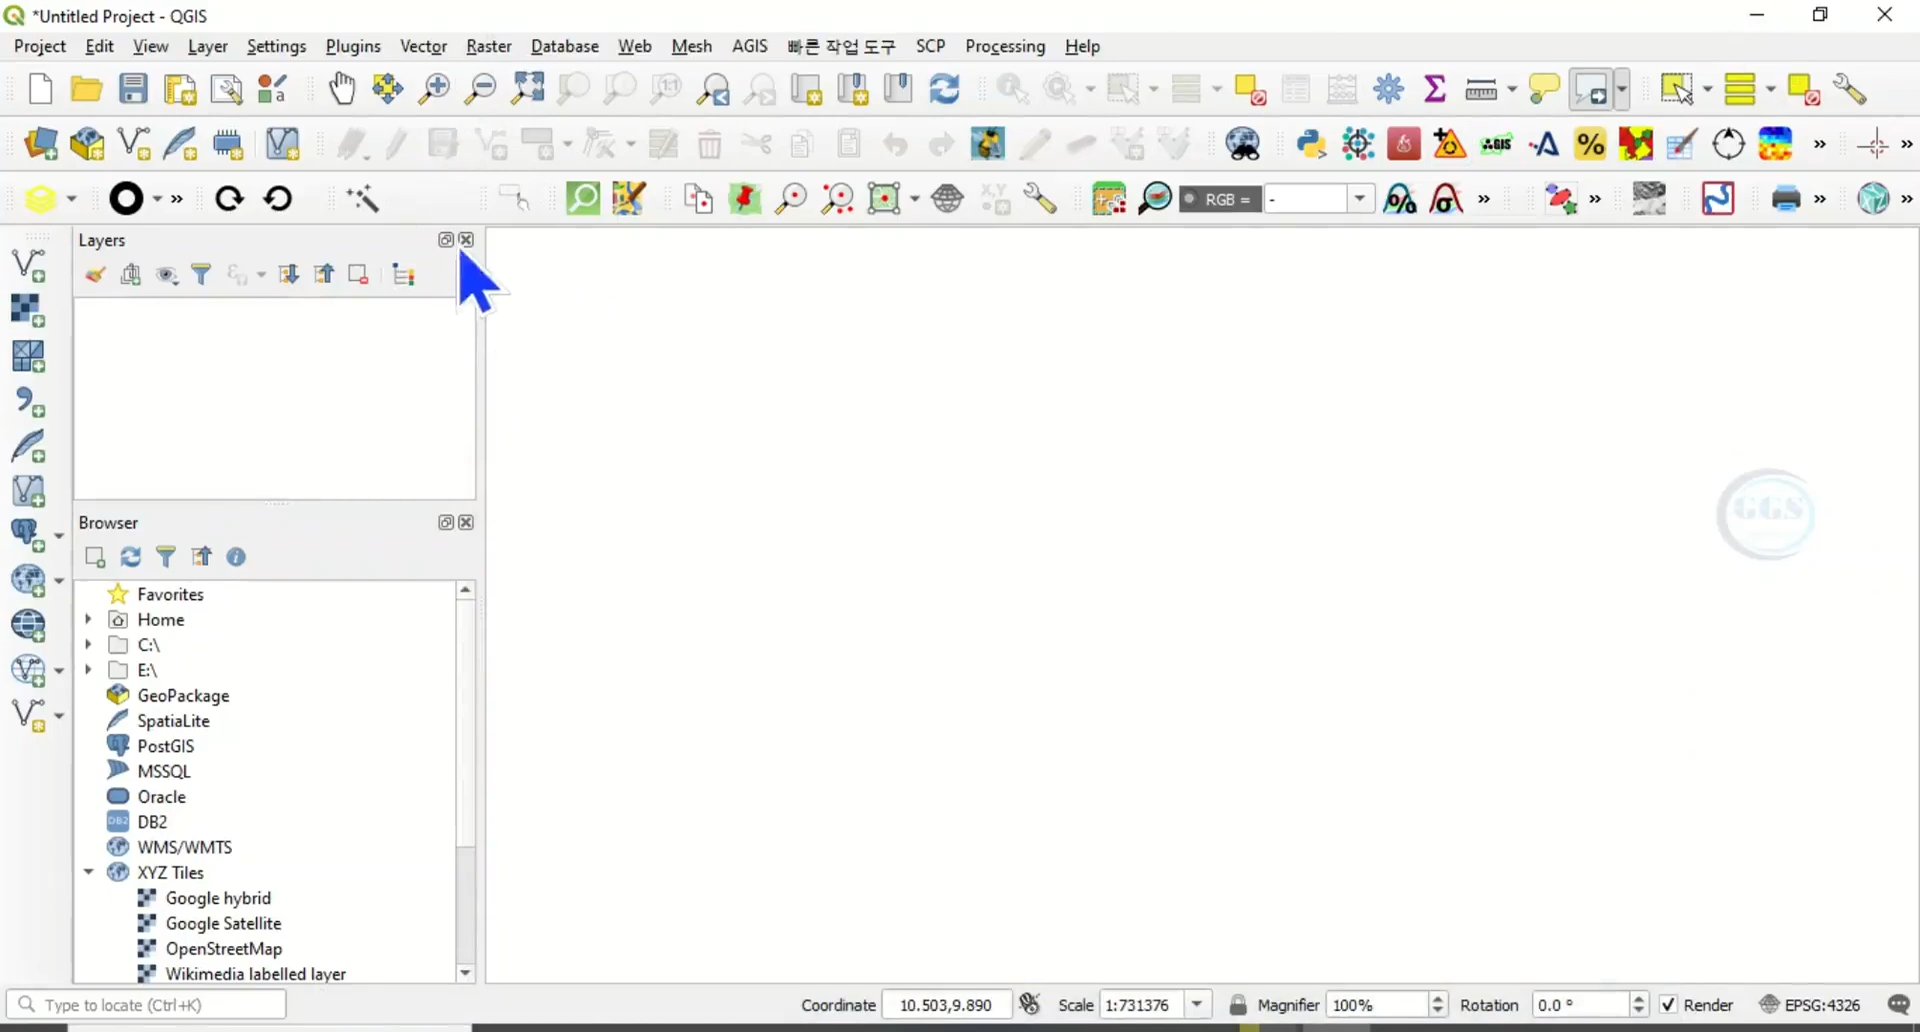 *Untitled Project - QGIS
Project Edit View Layer Settings Plugins Vector Raster Database Web Mesh AGIS 빠른 작업 도구 SCP Processing Help
RGB = -
Layers
Browser
Favorites
Home
C:\
E:\
GeoPackage
SpatiaLite
PostGIS
MSSQL
Oracle
DB2
WMS/WMTS
XYZ Tiles
Google hybrid
Google Satellite
OpenStreetMap
Wikimedia labelled layer
GGS
Type to locate (Ctrl+K) Coordinate 10.503,9.890 Scale 1:731376 Magnifier 100% Rotation 0.0 ° Render EPSG:4326